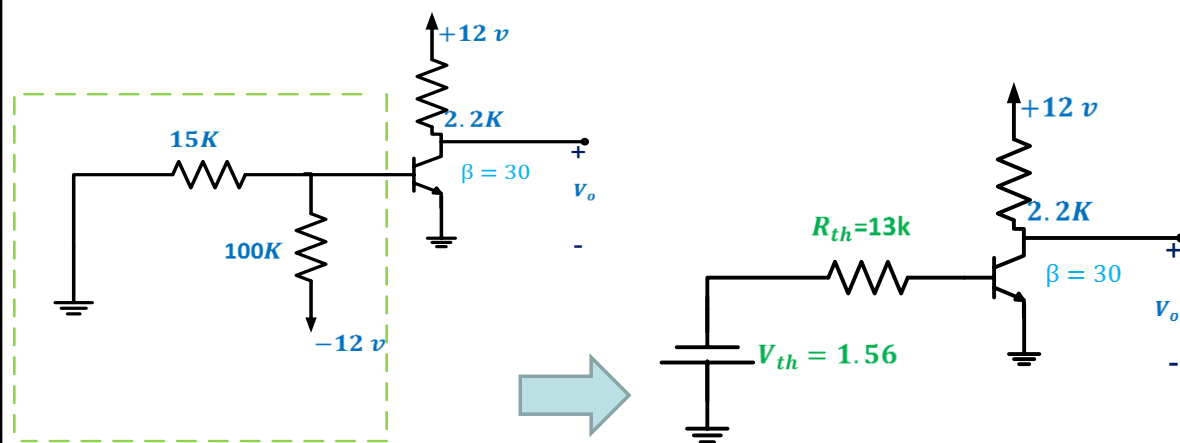 +12 v
2.2K
15K
+
β = 30
V_o
100K
-
-12 v
+12 v
2.2K
R_th=13k
+
β = 30
V_o
V_th = 1.56
-